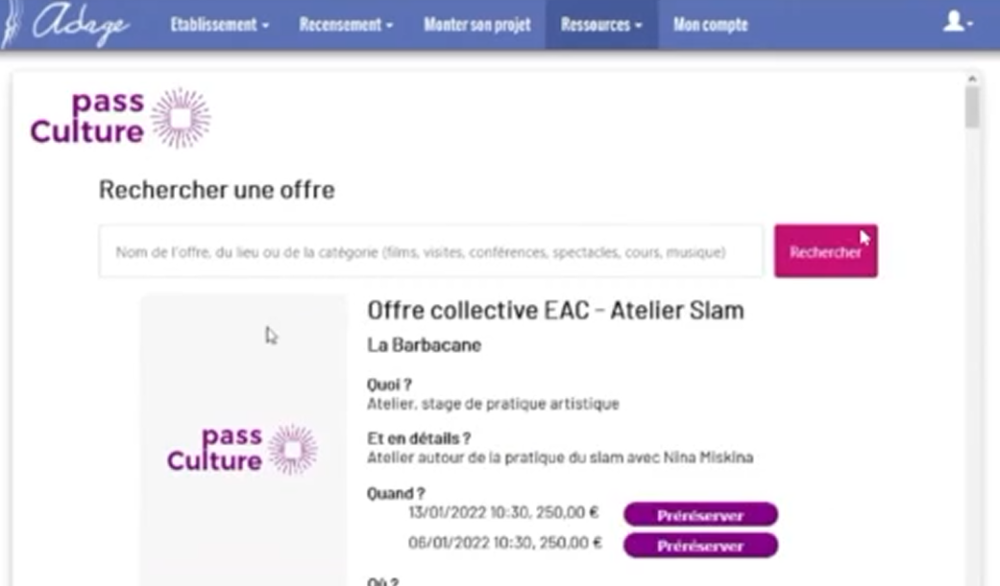 Adage
Etablissement
Recensement
Monter son projet
Ressources
Mon compte
pass
Culture
Rechercher une offre
Nom de l'offre, du lieu ou de la catégorie (films, visites, conférences, spectacles, cours, musique)
Rechercher
Offre collective EAC - Atelier Slam
La Barbacane
Quoi ?
Atelier, stage de pratique artistique
Et en détails ?
Atelier autour de la pratique du slam avec Nina Miskina
pass
Culture
Quand ?
13/01/2022 10:30, 250,00 €
Préréserver
06/01/2022 10:30, 250,00 €
Préréserver
Où ?